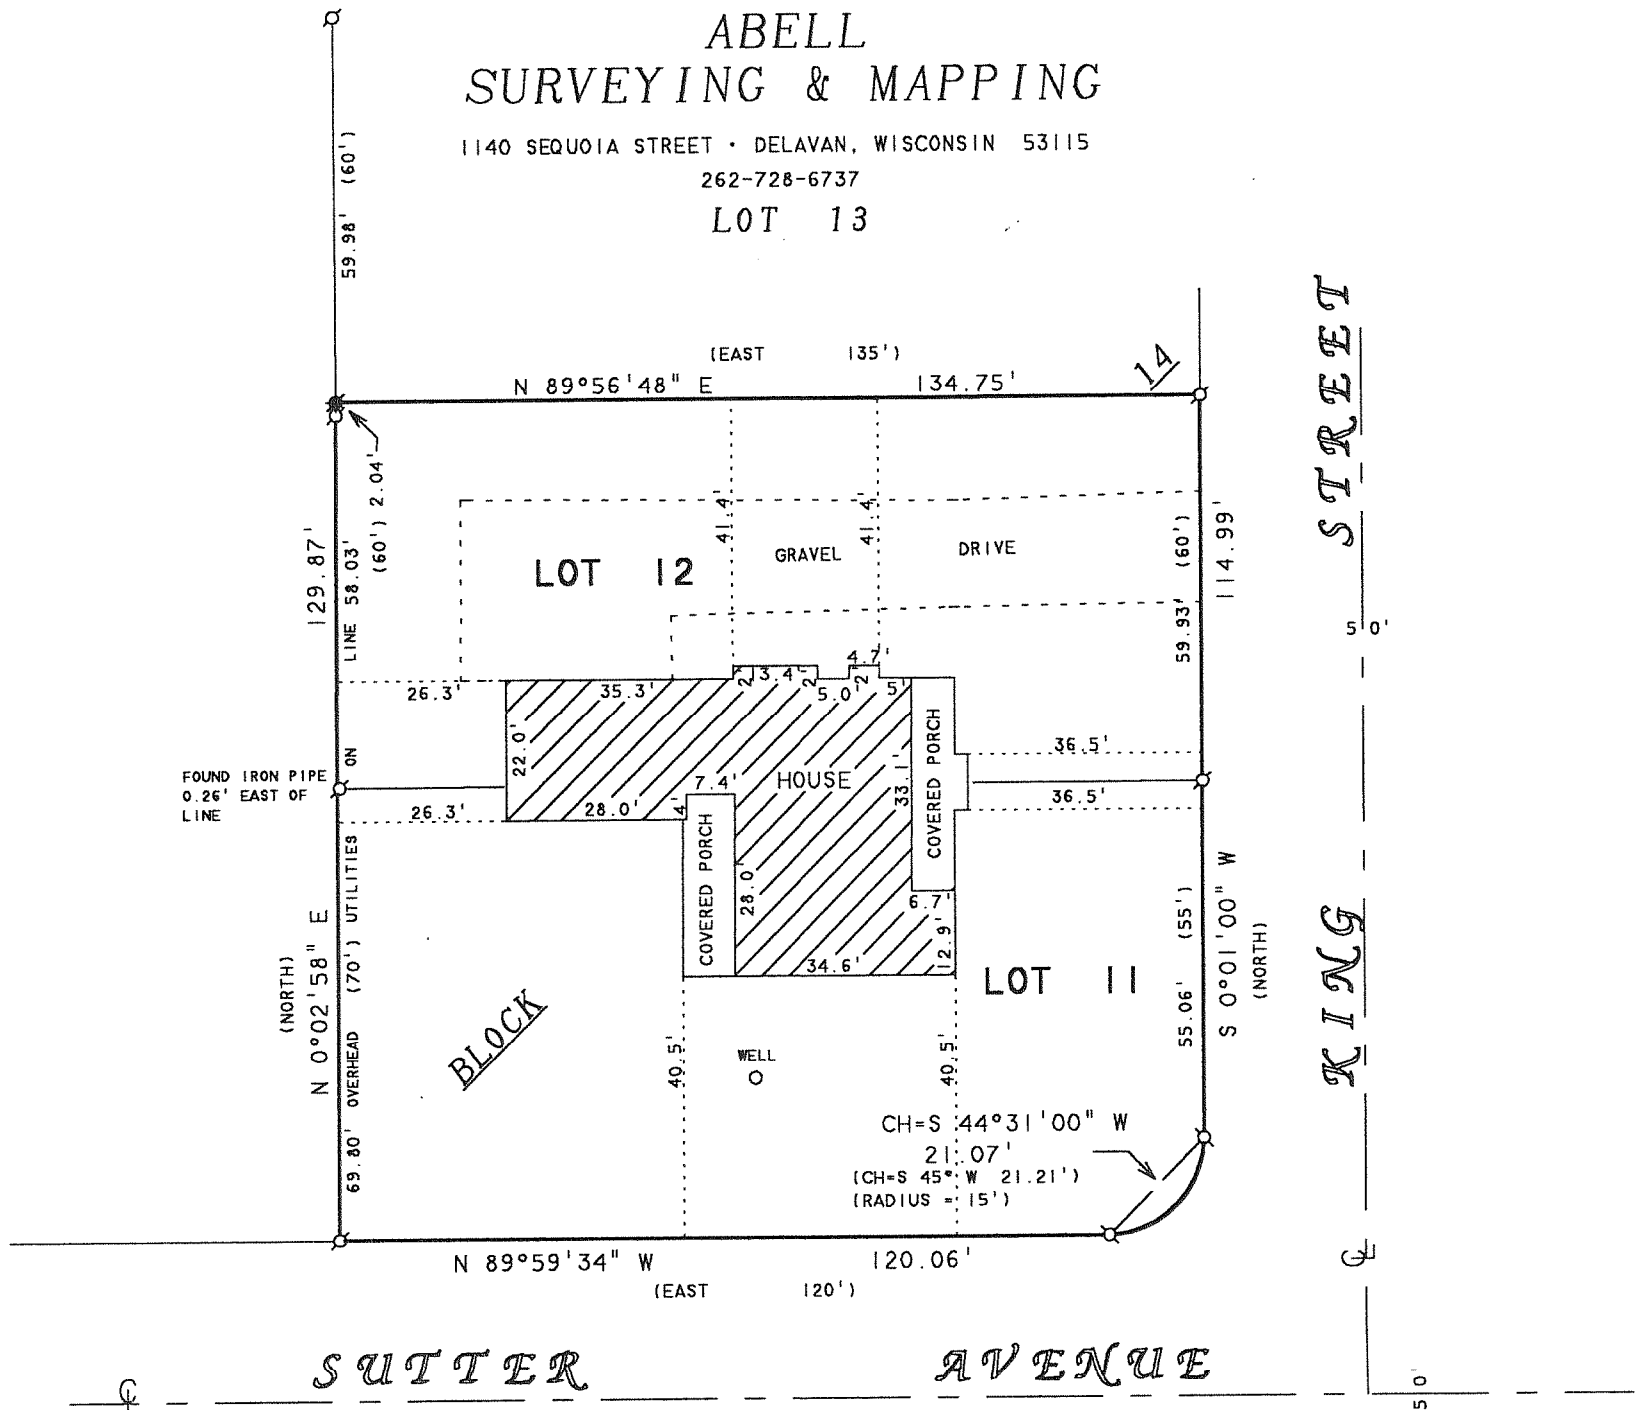 ABELL
SURVEYING & MAPPING
1140 SEQUOIA STREET • DELAVAN, WISCONSIN 53115
262-728-6737
LOT 13
59.98' (60')
(EAST 135')
N 89°56'48" E 134.75'
14
STREET
KING
(60') 2.04'
129.87'
LINE 58.03'
ON
41.4'
41.4'
GRAVEL DRIVE
LOT 12
(60')
59.93'
114.99'
50'
26.3'
35.3'
2'
13.4'
2'
5.0'
4.7'
2'
5'
22.0'
COVERED PORCH
36.5'
FOUND IRON PIPE
0.26' EAST OF
LINE
7.4'
HOUSE
33.1'
36.5'
26.3'
28.0'
4'
COVERED PORCH
28.0'
6.7'
12.9'
34.6'
(NORTH)
N 0°02'58" E
69.80' OVERHEAD (70') UTILITIES
BLOCK
LOT 11
55.06' (55')
S 0°01'00" W
(NORTH)
40.5'
WELL
40.5'
CH=S 44°31'00" W
21.07'
(CH=S 45° W 21.21')
(RADIUS = 15')
N 89°59'34" W 120.06'
(EAST 120')
SUTTER AVENUE
50'